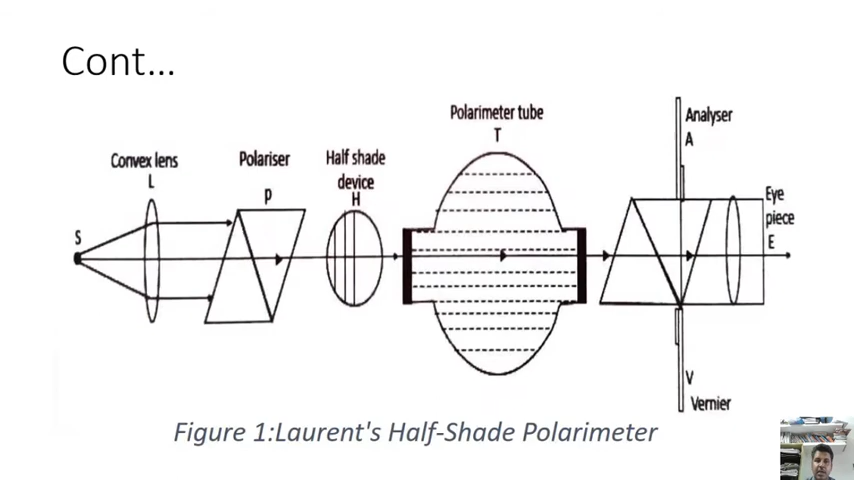 Cont...
Polarimeter tube
T
Analyser
A
Convex lens
L
Polariser
P
Half shade
device
H
S
Eye
piece
E
V
Vernier
Figure 1:Laurent's Half-Shade Polarimeter